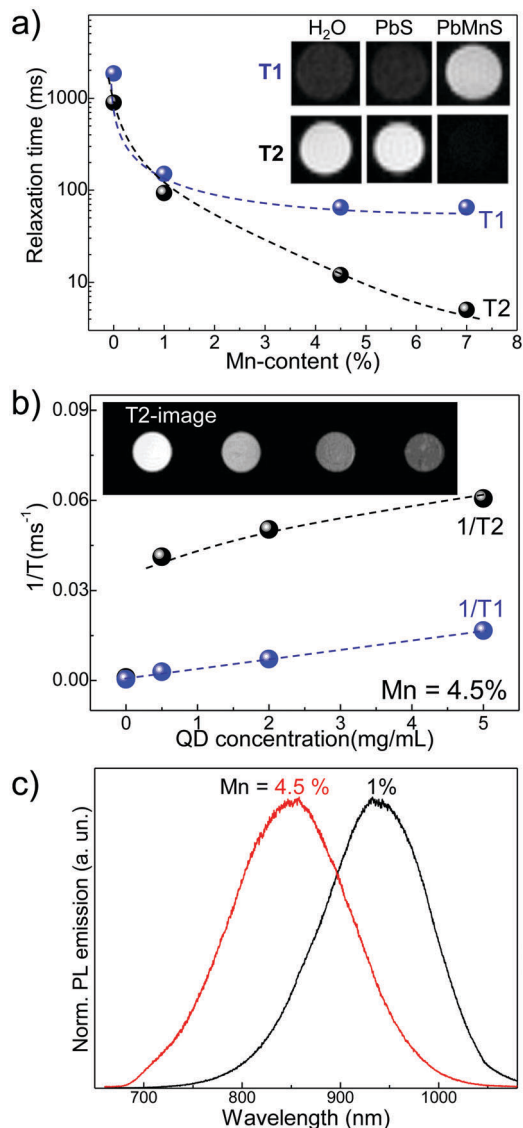 a)
H₂O PbS PbMnS
T1
T2
Relaxation time (ms)
1000
100
10
T1
T2
0 1 2 3 4 5 6 7
Mn-content (%)
b)
T2-image
1/T(ms⁻¹)
0.09
0.06
0.03
0.00
1/T2
1/T1
Mn = 4.5%
0 1 2 3 4 5
QD concentration(mg/mL)
c)
Mn = 4.5 % 1%
Norm. PL emission (a. un.)
700 800 900 1000
Wavelength (nm)